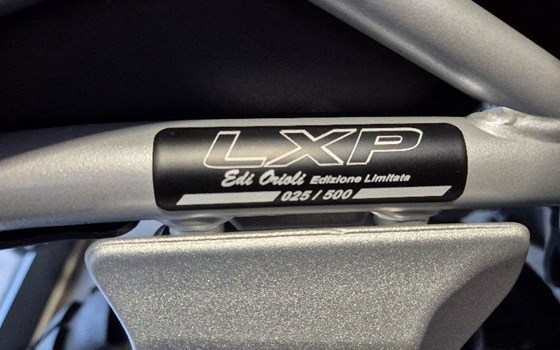 LXP
Edi Orioli Edizione Limitata
025 / 500